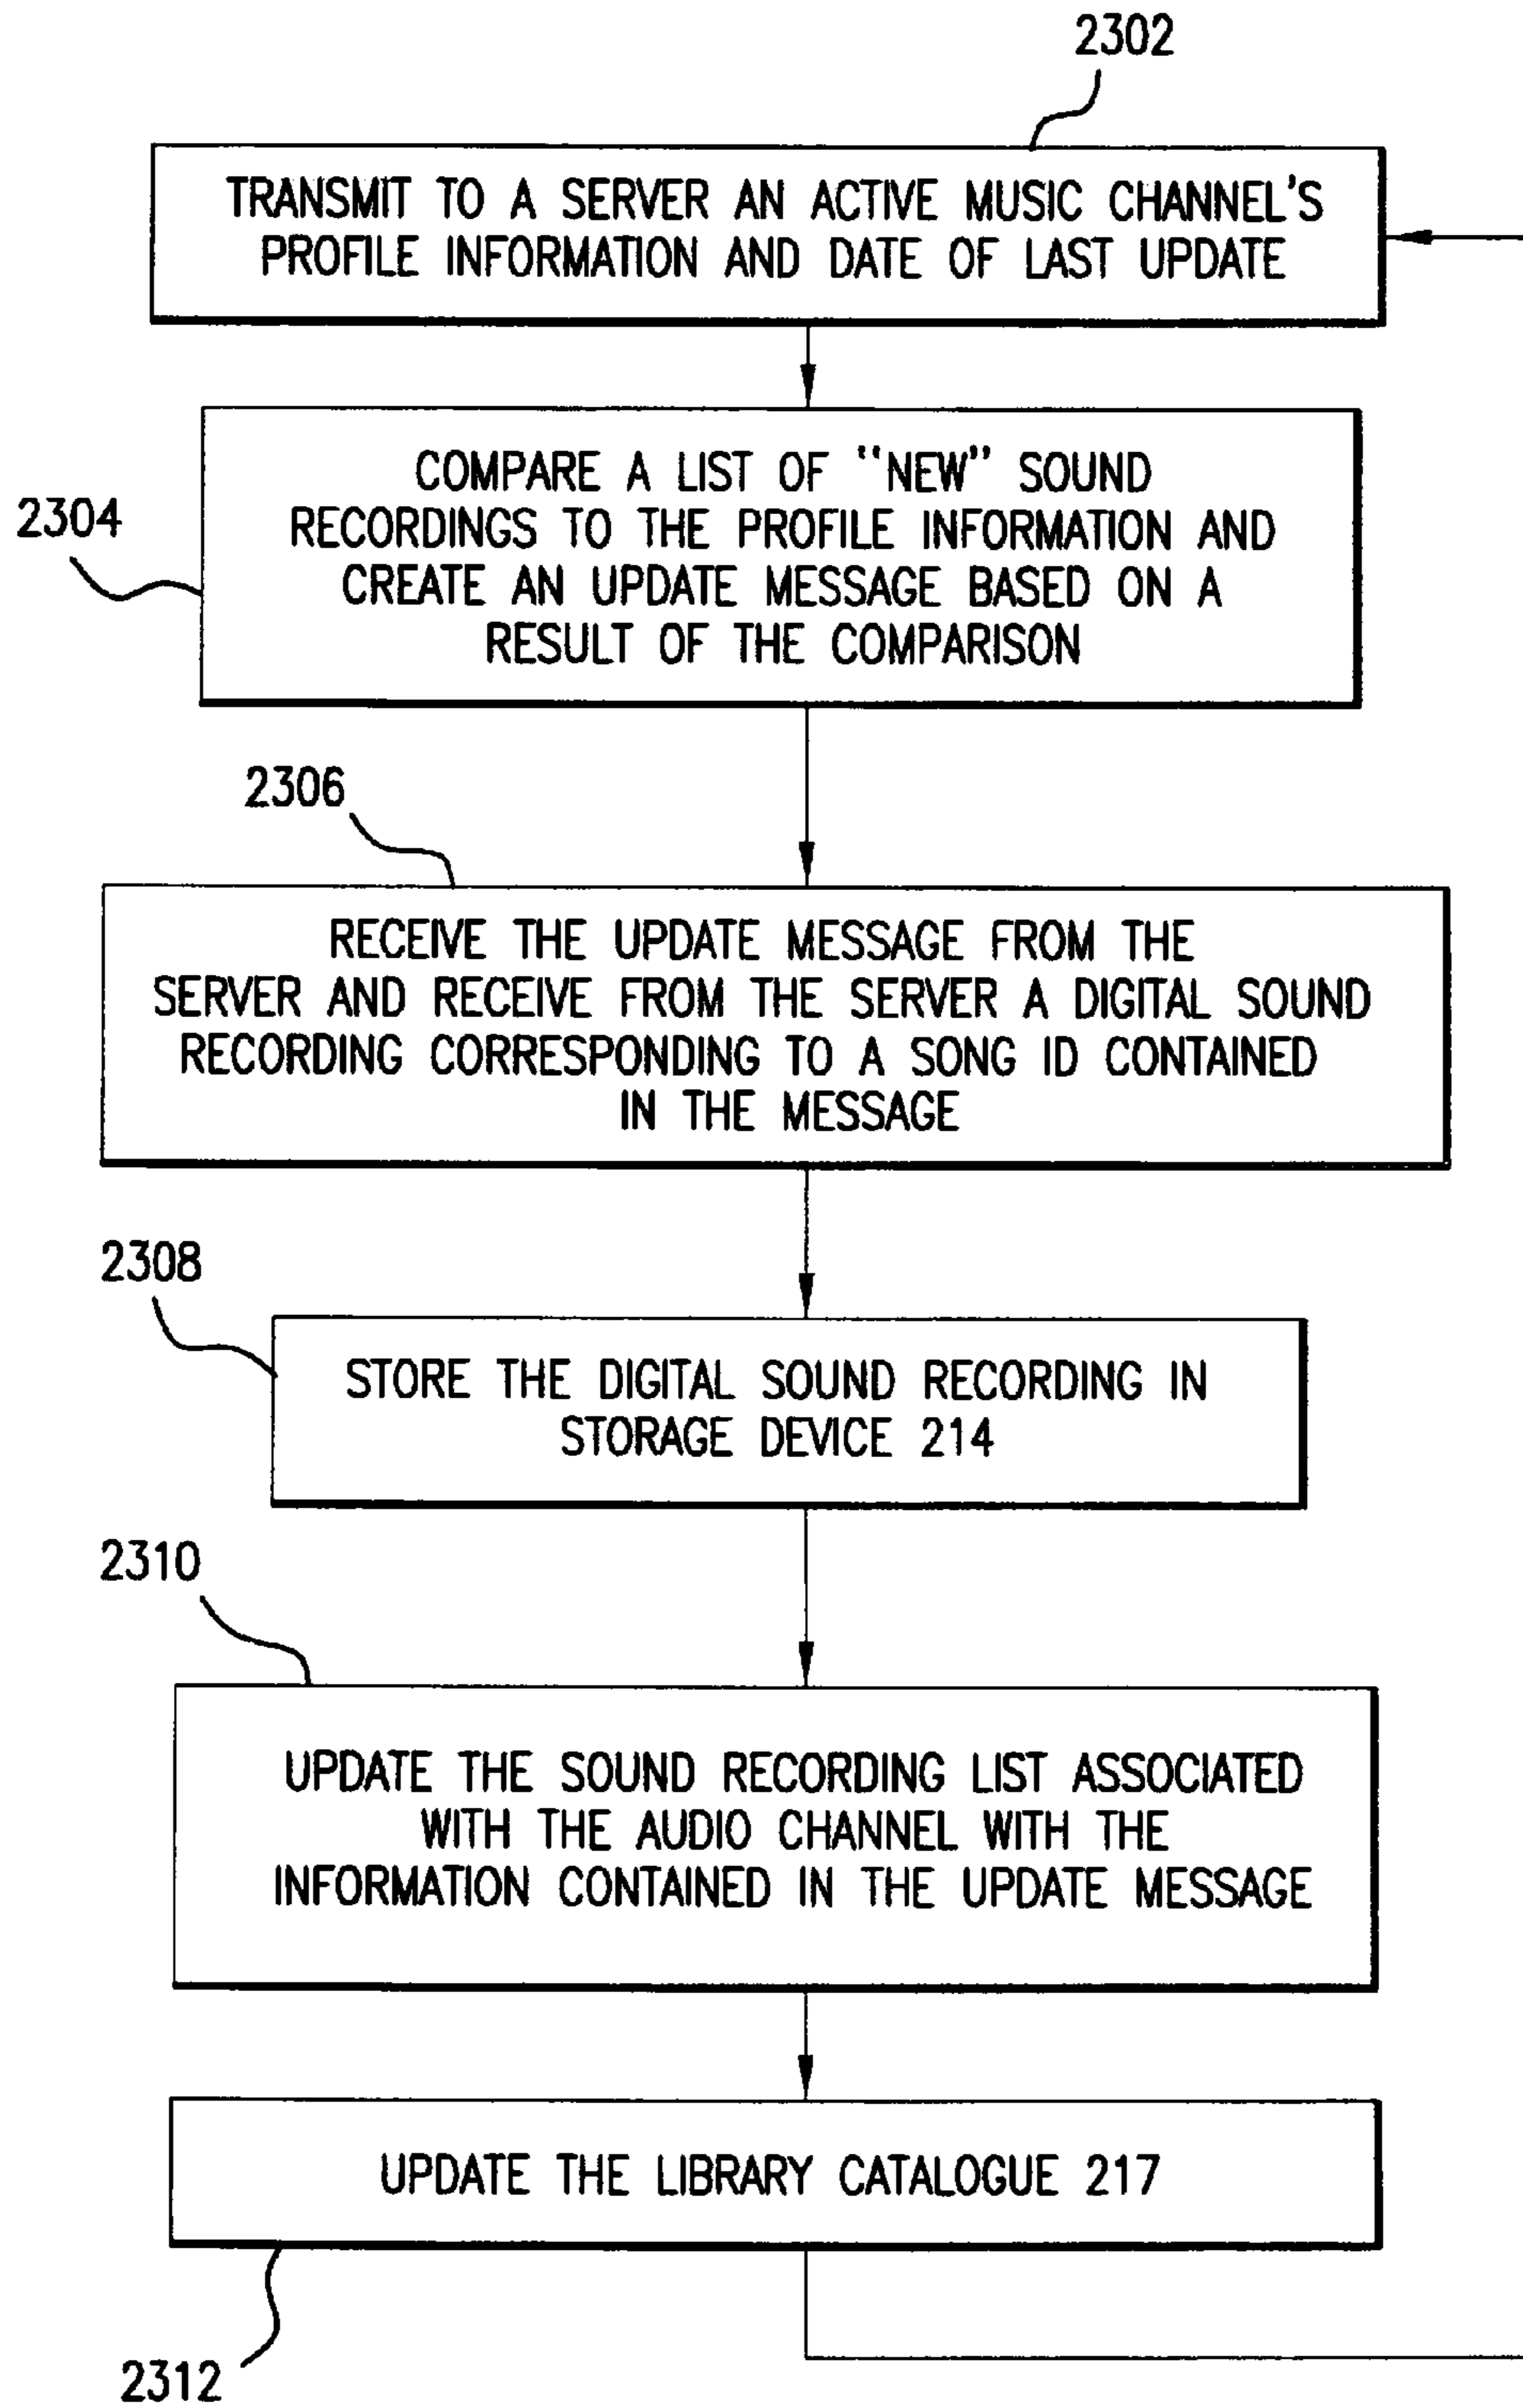 2302
TRANSMIT TO A SERVER AN ACTIVE MUSIC CHANNEL'S
PROFILE INFORMATION AND DATE OF LAST UPDATE
2304
COMPARE A LIST OF "NEW" SOUND
RECORDINGS TO THE PROFILE INFORMATION AND
CREATE AN UPDATE MESSAGE BASED ON A
RESULT OF THE COMPARISON
2306
RECEIVE THE UPDATE MESSAGE FROM THE
SERVER AND RECEIVE FROM THE SERVER A DIGITAL SOUND
RECORDING CORRESPONDING TO A SONG ID CONTAINED
IN THE MESSAGE
2308
STORE THE DIGITAL SOUND RECORDING IN
STORAGE DEVICE 214
2310
UPDATE THE SOUND RECORDING LIST ASSOCIATED
WITH THE AUDIO CHANNEL WITH THE
INFORMATION CONTAINED IN THE UPDATE MESSAGE
UPDATE THE LIBRARY CATALOGUE 217
2312